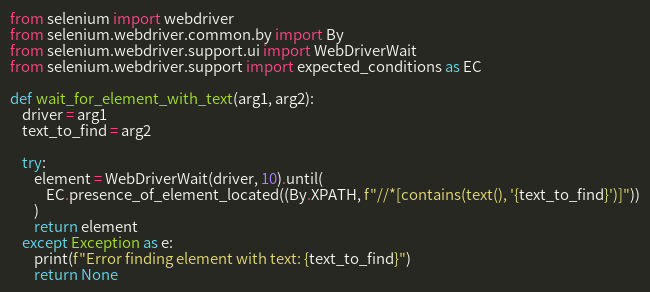 from selenium import webdriver
from selenium.webdriver.common.by import By
from selenium.webdriver.support.ui import WebDriverWait
from selenium.webdriver.support import expected_conditions as EC

def wait_for_element_with_text(arg1, arg2):
    driver = arg1
    text_to_find = arg2

    try:
        element = WebDriverWait(driver, 10).until(
            EC.presence_of_element_located((By.XPATH, f"//*[contains(text(), '{text_to_find}')]"))
        )
        return element
    except Exception as e:
        print(f"Error finding element with text: {text_to_find}")
        return None